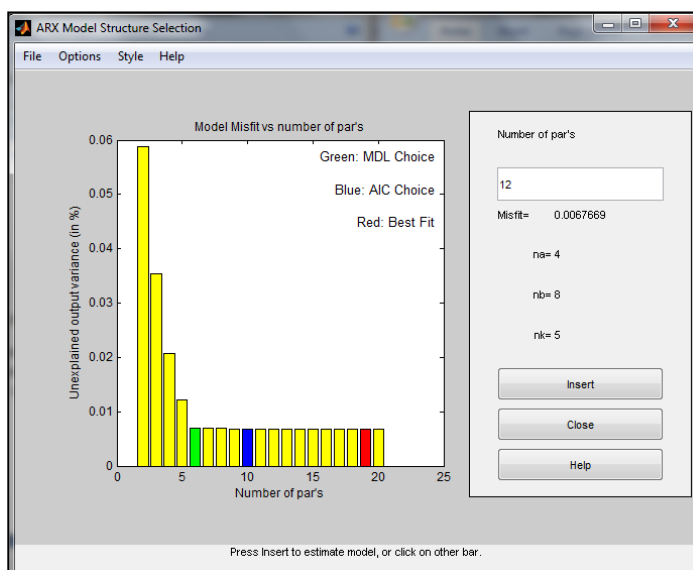 ARX Model Structure Selection
File Options Style Help
Model Misfit vs number of par's
Green: MDL Choice
Blue: AIC Choice
Red: Best Fit
Unexplained output variance (in %)
0.06
0.05
0.04
0.03
0.02
0.01
0
0 5 10 15 20 25
Number of par's
Number of par's
12
Misfit= 0.0067669
na= 4
nb= 8
nk= 5
Insert
Close
Help
Press Insert to estimate model, or click on other bar.